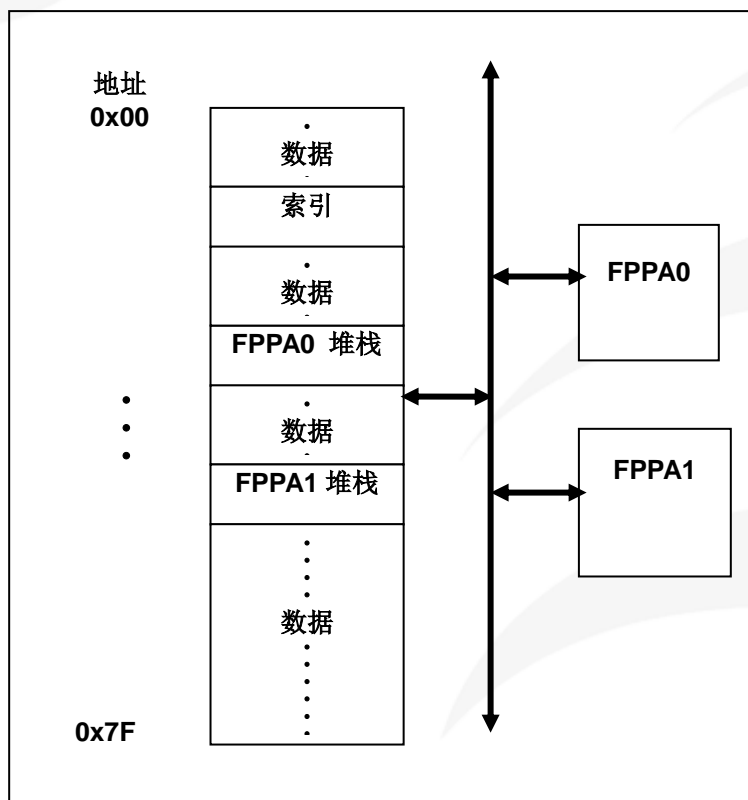 地址
0x00
数据
索引
数据
FPPA0 堆栈
数据
FPPA1 堆栈
数据
0x7F
FPPA0
FPPA1